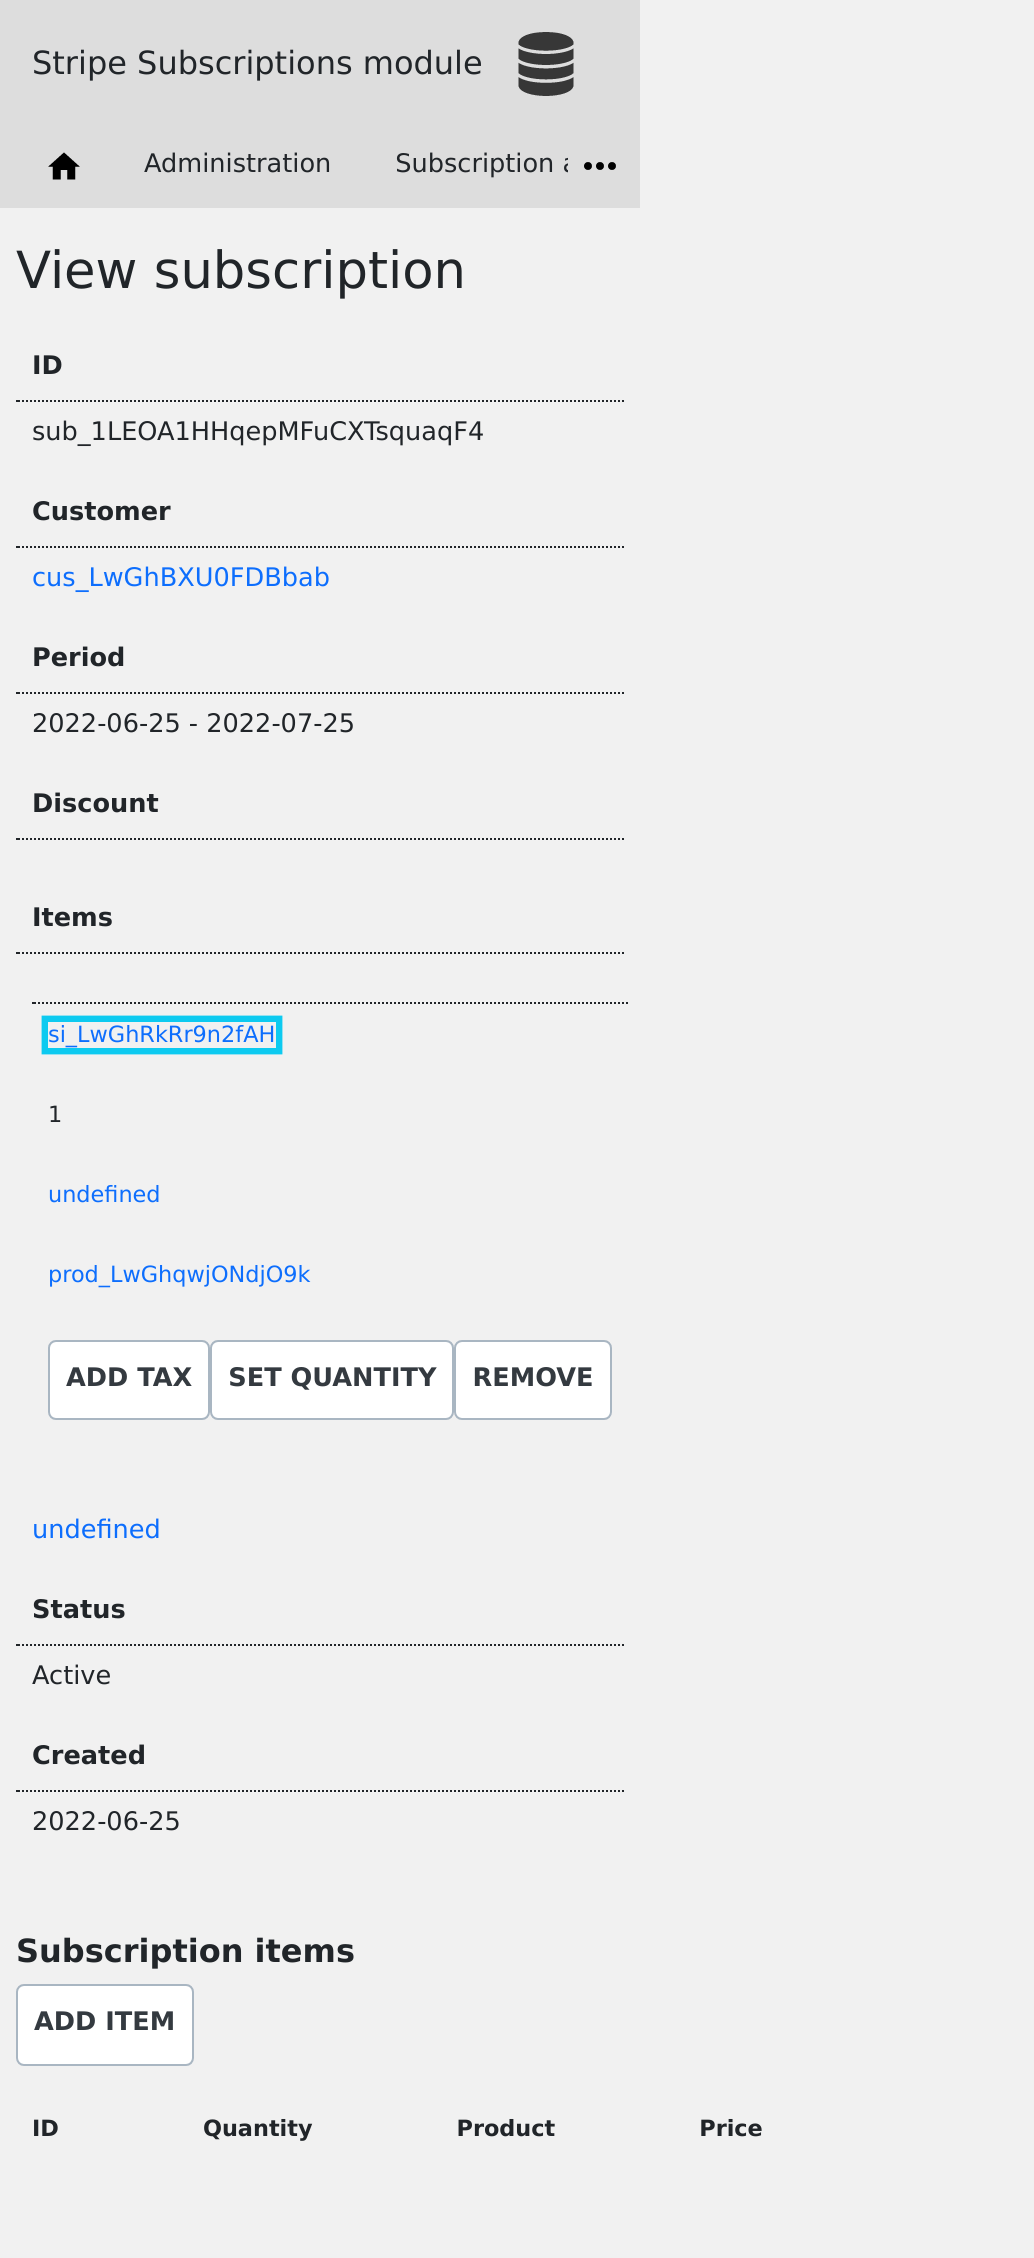 Stripe Subscriptions module
Administration Subscription
View subscription
ID
sub_1LEOA1HHqepMFuCXTsquaqF4
Customer
cus_LwGhBXU0FDBbab
Period
2022-06-25 - 2022-07-25
Discount
Items
si_LwGhRkRr9n2fAH
1
undefined
prod_LwGhqwjONdjO9k
ADD TAX SET QUANTITY REMOVE
undefined
Status
Active
Created
2022-06-25
Subscription items
ADD ITEM
ID Quantity Product Price